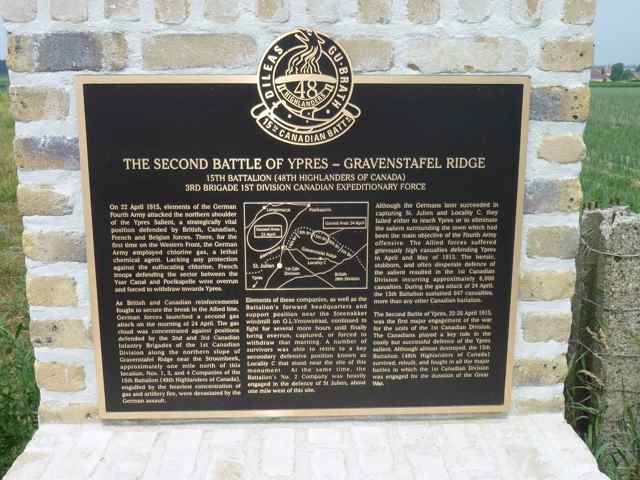 DILEAS GU-BRATH
48
HIGHLANDERS
15TH CANADIAN BATTN
THE SECOND BATTLE OF YPRES – GRAVENSTAFEL RIDGE
15TH BATTALION (48TH HIGHLANDERS OF CANADA)
3RD BRIGADE 1ST DIVISION CANADIAN EXPEDITIONARY FORCE
On 22 April 1915, elements of the German
Fourth Army attacked the northern shoulder
of the Ypres Salient, a strategically vital
position defended by British, Canadian,
French and Belgian forces. There, for the
first time on the Western Front, the German
Army employed chlorine gas, a lethal
chemical agent. Lacking any protection
against the suffocating chlorine, French
troops defending the sector between the
Yser Canal and Poelkapelle were overrun
and forced to withdraw towards Ypres.
As British and Canadian reinforcements
fought to secure the break in the Allied line,
German forces launched a second gas
attack on the morning of 24 April. The gas
cloud was concentrated against positions
defended by the 2nd and 3rd Canadian
Infantry Brigades of the 1st Canadian
Division along the northern slope of
Gravenstafel Ridge near the Stroombeek,
approximately one mile north of this
location. Nos. 1, 3, and 4 Companies of the
15th Battalion (48th Highlanders of Canada),
engulfed by the heaviest concentration of
gas and artillery fire, were devastated by the
German assault.
Langemarck
Poelkapelle
Gassed Area
22 April
Gassed Area 24 April
St. Julien
Locality C
Ypres
1st Cdn
Division
British
28th Division
Elements of these companies, as well as the
Battalion's forward headquarters and
support position near the Steenakker
windmill on O.L.Vrouwstraat, continued to
fight for several more hours until finally
being overrun, captured, or forced to
withdraw that morning. A number of
survivors was able to retire to a key
secondary defensive position known as
Locality C that stood near the site of this
monument. At the same time, the
Battalion's No. 2 Company was heavily
engaged in the defence of St Julien, about
one mile west of this site.
Although the Germans later succeeded in
capturing St. Julien and Locality C, they
failed either to reach Ypres or to eliminate
the salient surrounding the town which had
been the main objective of the Fourth Army
offensive. The Allied forces suffered
grievously high casualties defending Ypres
in April and May of 1915. The heroic,
stubborn, and often desperate defence of
the salient resulted in the 1st Canadian
Division incurring approximately 6,000
casualties. During the gas attack of 24 April,
the 15th Battalion sustained 647 casualties,
more than any other Canadian battalion.
The Second Battle of Ypres, 22-26 April 1915,
was the first major engagement of the war
for the units of the 1st Canadian Division.
The Canadians played a key role in the
costly but successful defence of the Ypres
salient. Although almost destroyed, the 15th
Battalion (48th Highlanders of Canada)
survived, rebuilt, and fought in all the major
battles in which the 1st Canadian Division
was engaged for the duration of the Great
War.